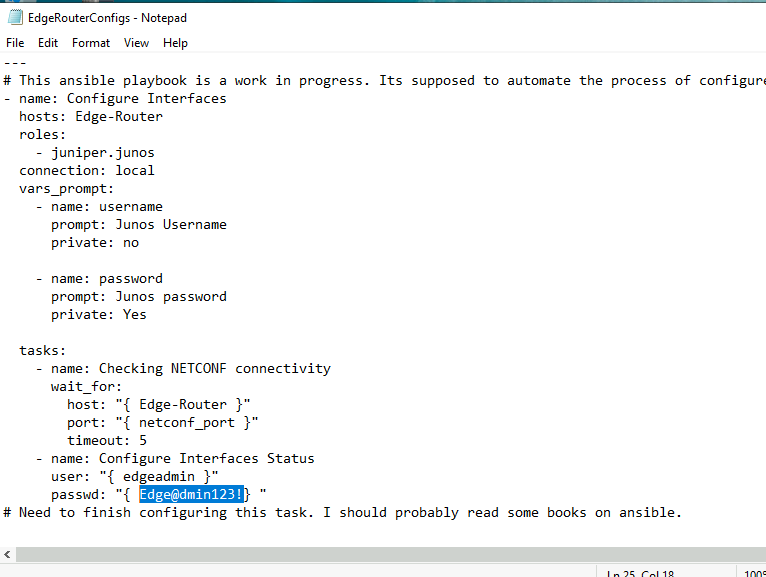 EdgeRouterConfigs - Notepad
File Edit Format View Help
---
# This ansible playbook is a work in progress. Its supposed to automate the process of configure
- name: Configure Interfaces
  hosts: Edge-Router
  roles:
    - juniper.junos
  connection: local
  vars_prompt:
    - name: username
      prompt: Junos Username
      private: no

    - name: password
      prompt: Junos password
      private: Yes

  tasks:
    - name: Checking NETCONF connectivity
      wait_for:
        host: "{ Edge-Router }"
        port: "{ netconf_port }"
        timeout: 5
    - name: Configure Interfaces Status
      user: "{ edgeadmin }"
      passwd: "{ Edge@dmin123!} "
# Need to finish configuring this task. I should probably read some books on ansible.
Ln 25, Col 18 100%